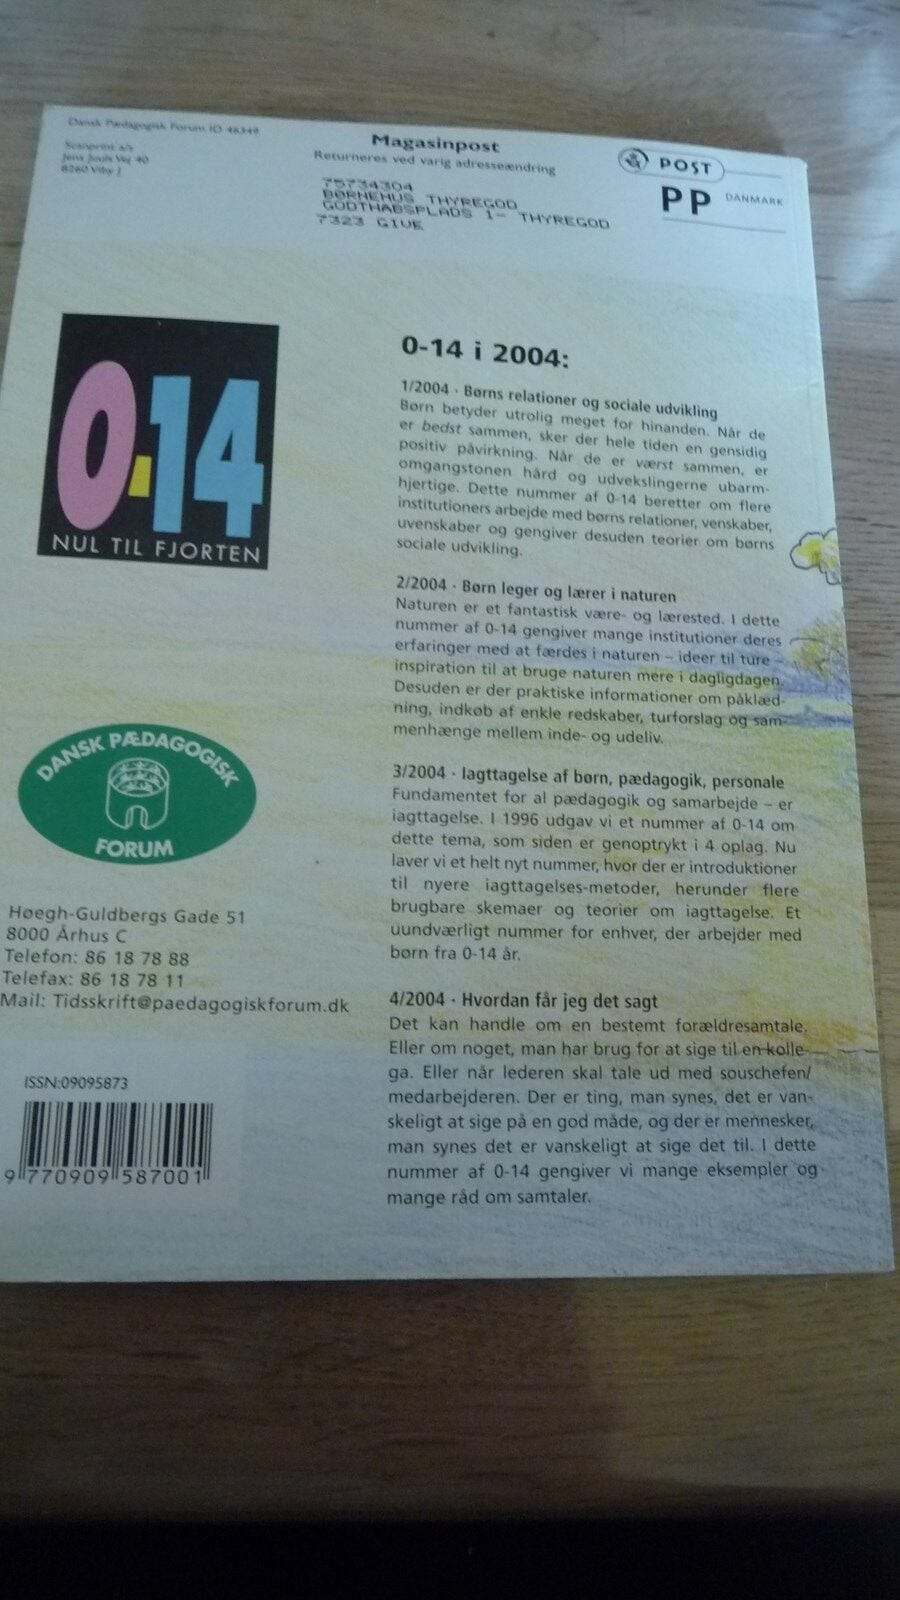 Dansk Pædagogisk Forum ID 46349
Scanprint a/s
Jens Juuls Vej 40
8260 Viby J
Magasinpost
Returneres ved varig adresseændring
POST
PP DANMARK
75734304
BØRNEHUS THYREGOD
GODTHABSPLADS 1- THYREGOD
7323 GIVE
0-14
NUL TIL FJORTEN
DANSK PÆDAGOGISK
FORUM
Høegh-Guldbergs Gade 51
8000 Århus C
Telefon: 86 18 78 88
Telefax: 86 18 78 11
Mail: Tidsskrift@paedagogiskforum.dk
ISSN:09095873
9 770909 587001
0-14 i 2004:
1/2004 · Børns relationer og sociale udvikling
Børn betyder utrolig meget for hinanden. Når de
er bedst sammen, sker der hele tiden en gensidig
positiv påvirkning. Når de er værst sammen, er
omgangstonen hård og udvekslingerne ubarm-
hjertige. Dette nummer af 0-14 beretter om flere
institutioners arbejde med børns relationer, venskaber,
uvenskaber og gengiver desuden teorier om børns
sociale udvikling.
2/2004 · Børn leger og lærer i naturen
Naturen er et fantastisk være- og lærested. I dette
nummer af 0-14 gengiver mange institutioner deres
erfaringer med at færdes i naturen – ideer til ture –
inspiration til at bruge naturen mere i dagligdagen.
Desuden er der praktiske informationer om påklæd-
ning, indkøb af enkle redskaber, turforslag og sam-
menhænge mellem inde- og udeliv.
3/2004 · Iagttagelse af børn, pædagogik, personale
Fundamentet for al pædagogik og samarbejde – er
iagttagelse. I 1996 udgav vi et nummer af 0-14 om
dette tema, som siden er genoptrykt i 4 oplag. Nu
laver vi et helt nyt nummer, hvor der er introduktioner
til nyere iagttagelses-metoder, herunder flere
brugbare skemaer og teorier om iagttagelse. Et
uundværligt nummer for enhver, der arbejder med
børn fra 0-14 år.
4/2004 · Hvordan får jeg det sagt
Det kan handle om en bestemt forældresamtale.
Eller om noget, man har brug for at sige til en kolle-
ga. Eller når lederen skal tale ud med souschefen/
medarbejderen. Der er ting, man synes, det er van-
skeligt at sige på en god måde, og der er mennesker,
man synes det er vanskeligt at sige det til. I dette
nummer af 0-14 gengiver vi mange eksempler og
mange råd om samtaler.